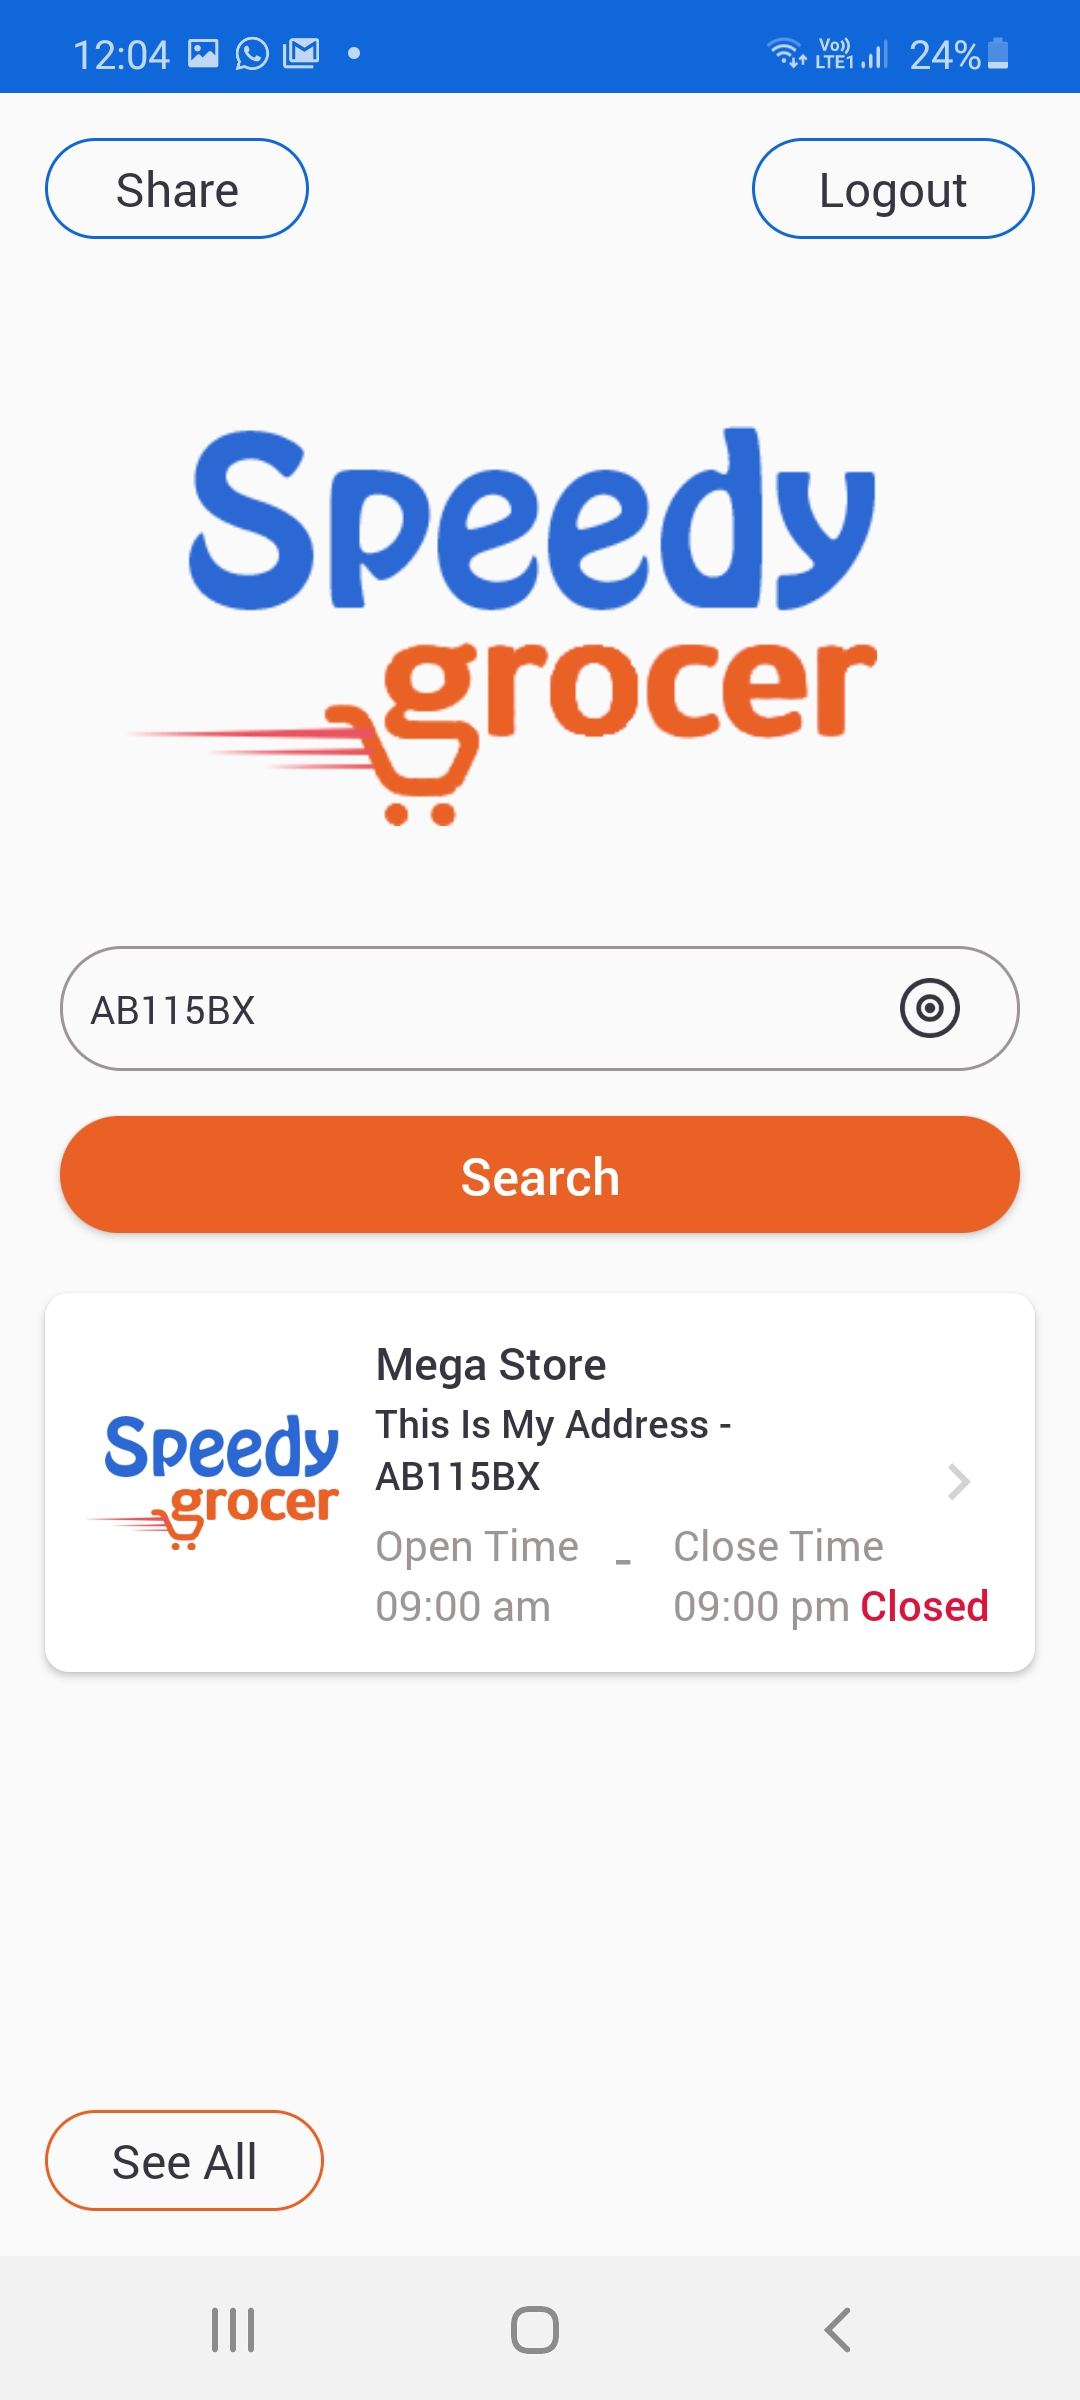 12:04 Vo)) LTE1 24%
Share Logout
Speedy
grocer
AB115BX
Search
Mega Store
This Is My Address -
AB115BX
Speedy
grocer
Open Time - Close Time
09:00 am 09:00 pm Closed
See All